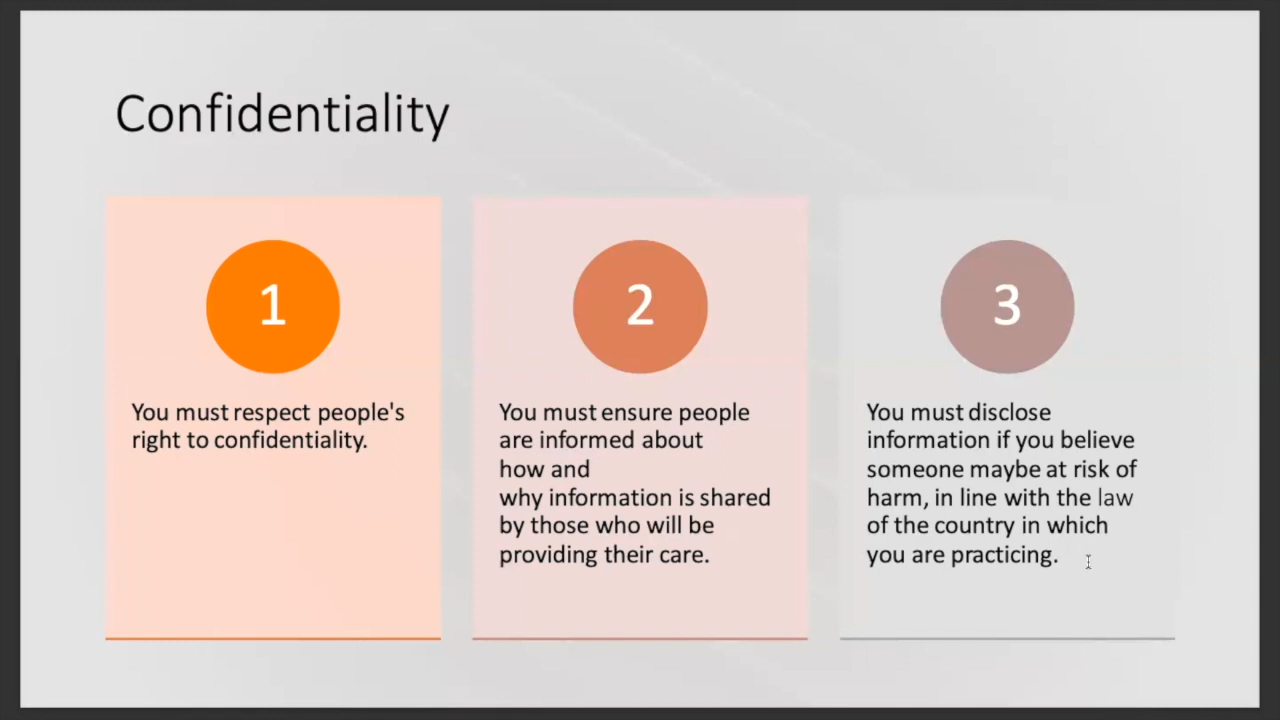 Confidentiality
1
You must respect people's
right to confidentiality.
2
You must ensure people
are informed about
how and
why information is shared
by those who will be
providing their care.
3
You must disclose
information if you believe
someone maybe at risk of
harm, in line with the law
of the country in which
you are practicing.